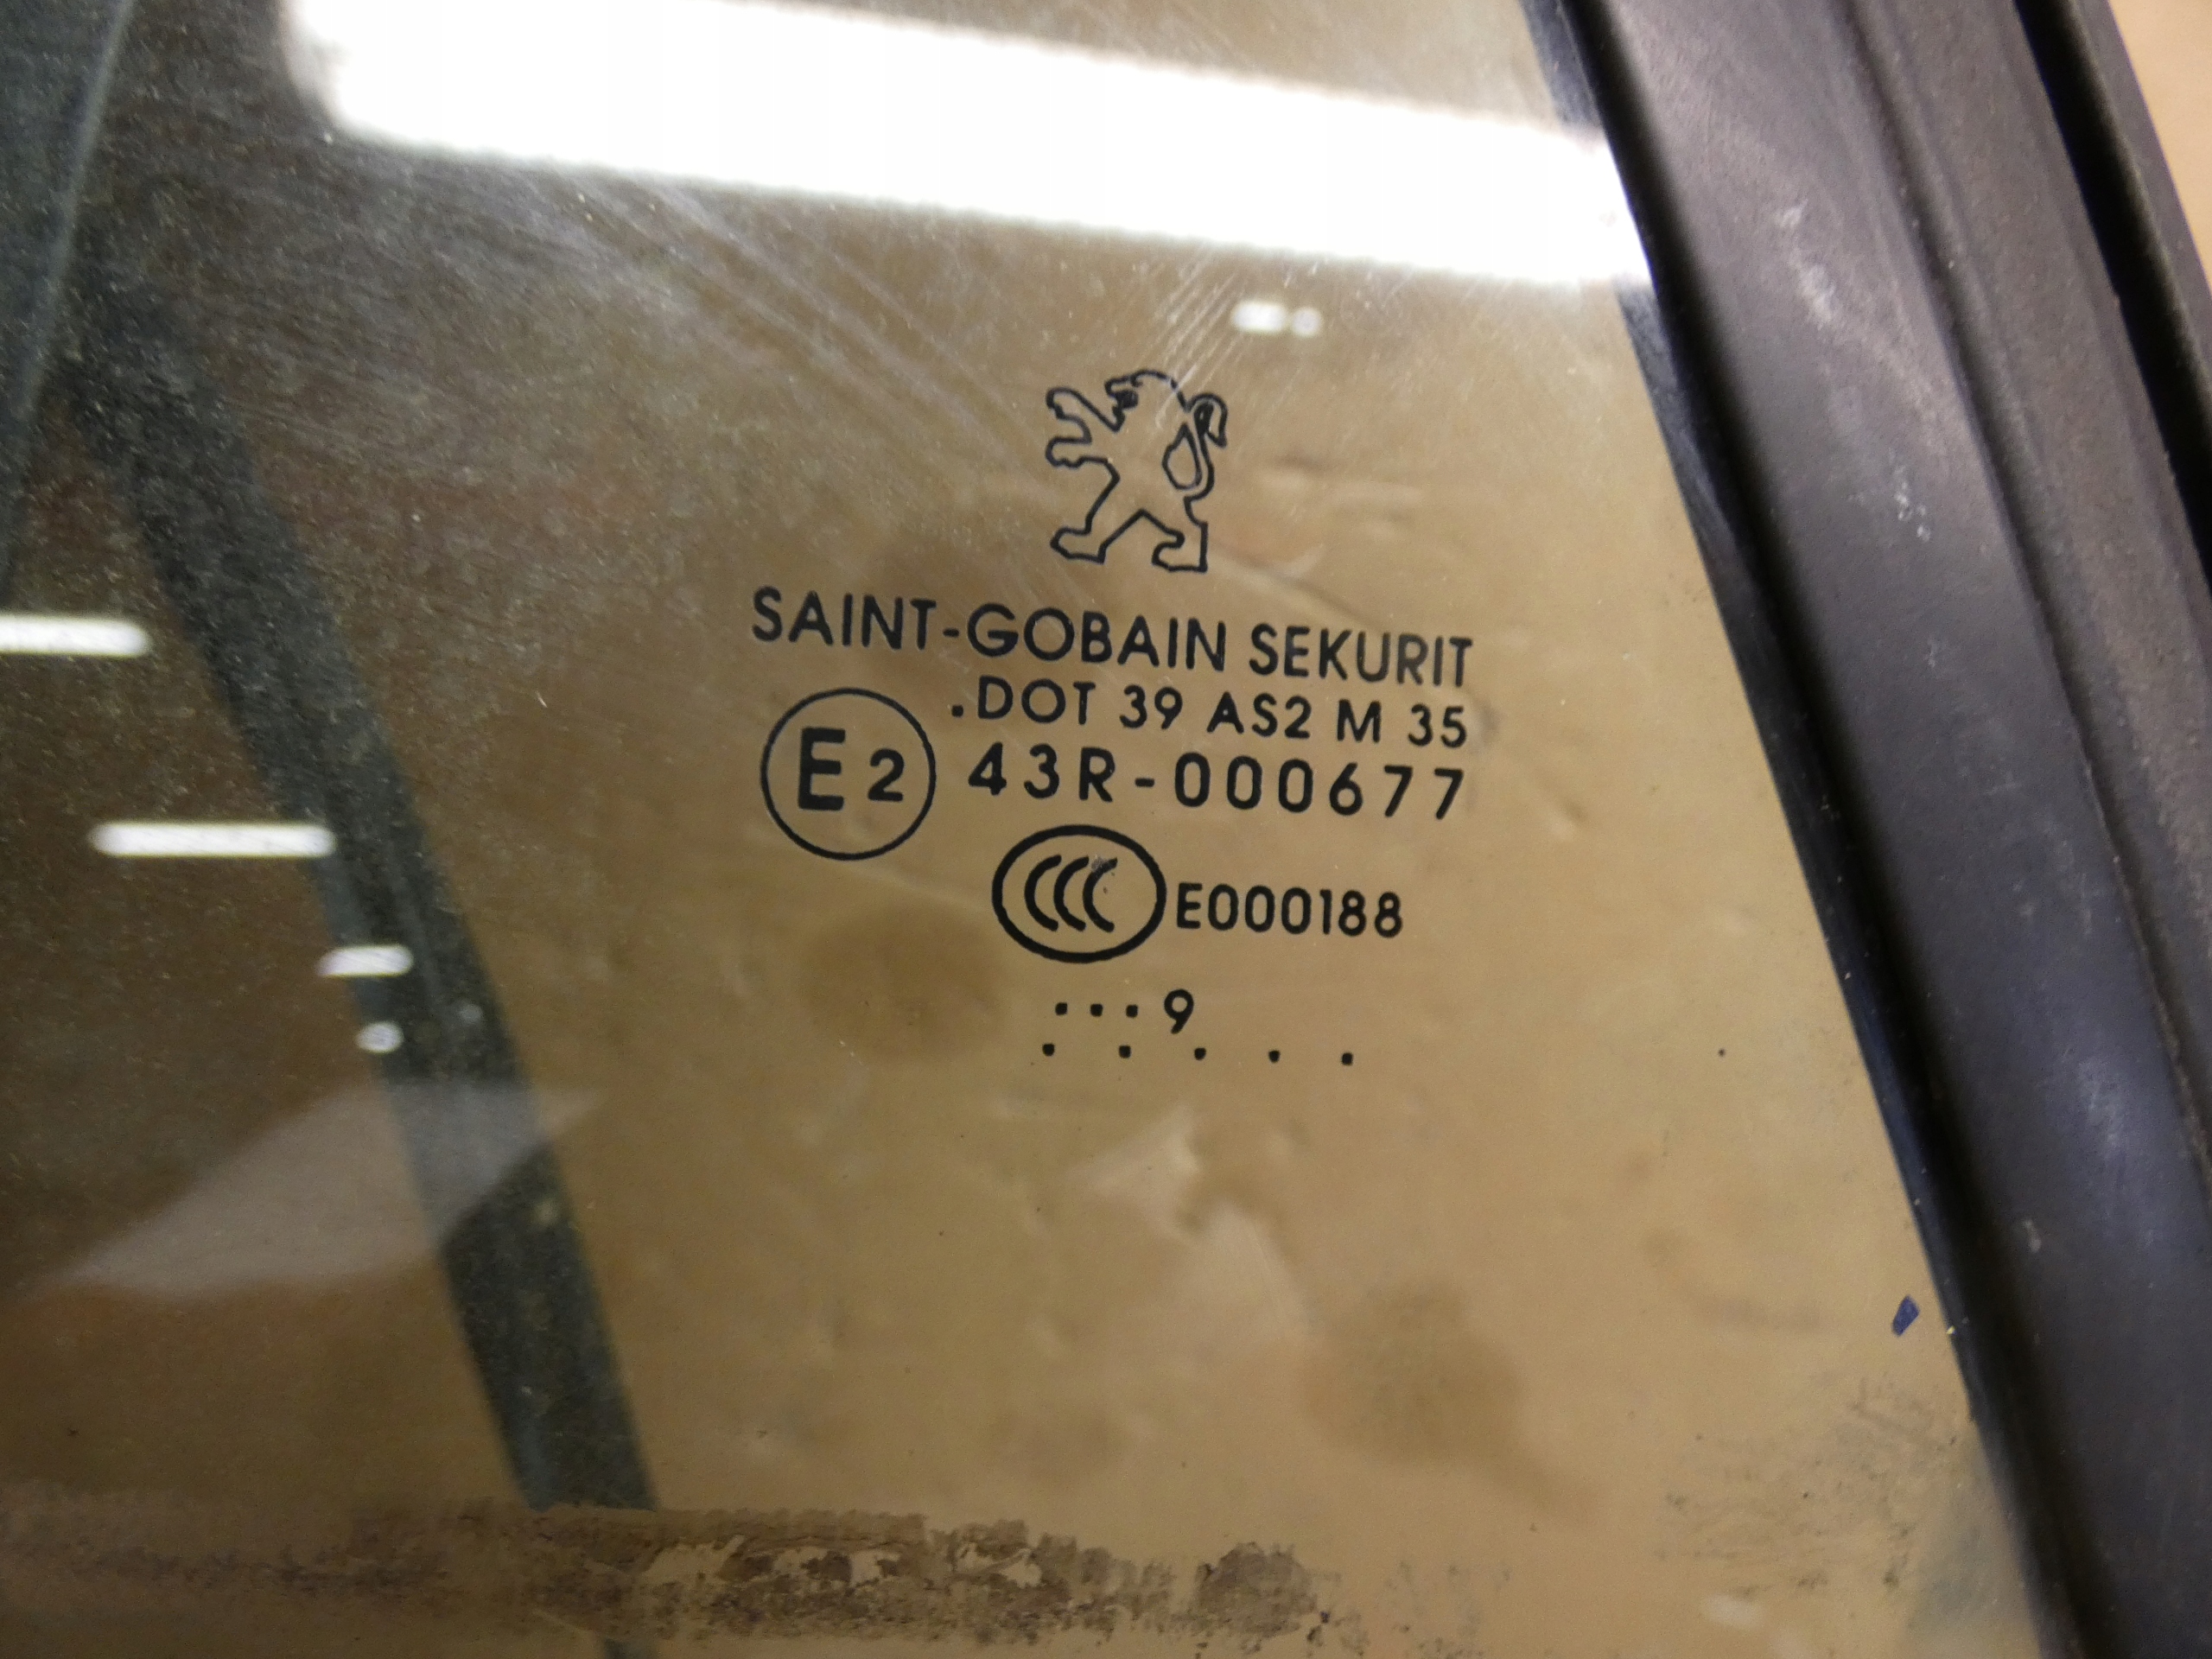 SAINT-GOBAIN SEKURIT
.DOT 39 AS2 M 35
E2 43R-000677
CCC E000188
...9
. . . . .